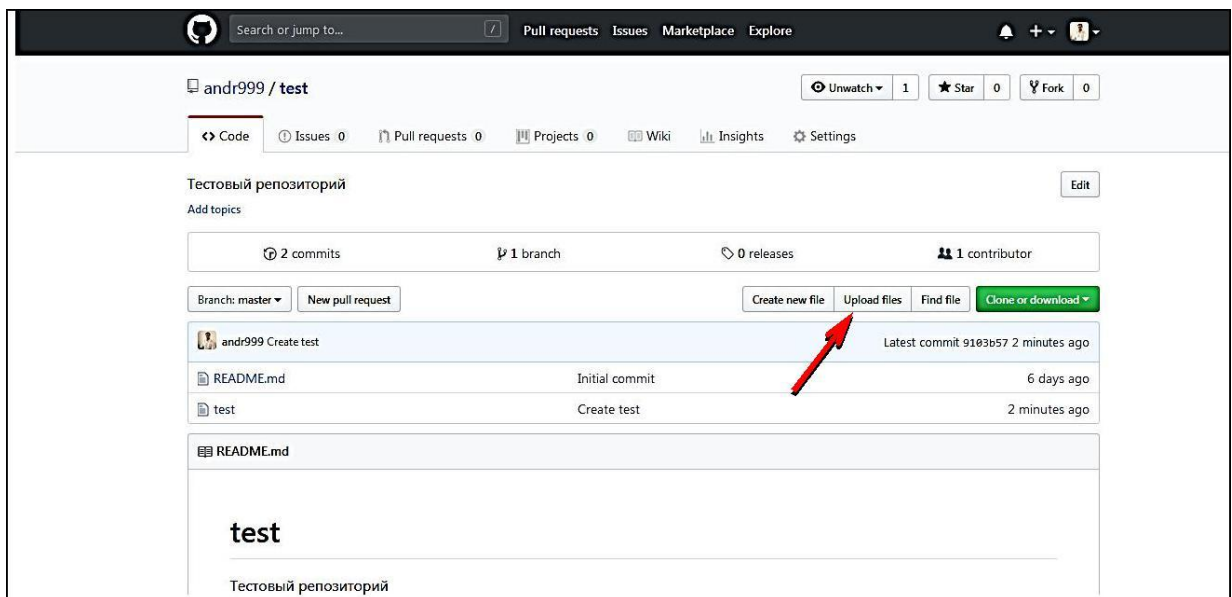 Search or jump to... / Pull requests Issues Marketplace Explore
andr999 / test Unwatch 1 Star 0 Fork 0
Code Issues 0 Pull requests 0 Projects 0 Wiki Insights Settings
Тестовый репозиторий Edit
Add topics
2 commits 1 branch 0 releases 1 contributor
Branch: master New pull request Create new file Upload files Find file Clone or download
andr999 Create test Latest commit 9103b57 2 minutes ago
README.md Initial commit 6 days ago
test Create test 2 minutes ago
README.md
test
Тестовый репозиторий